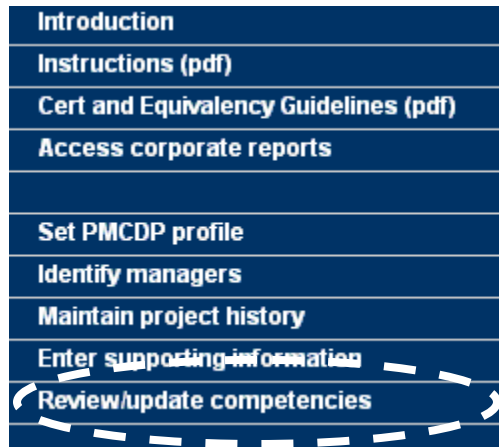 Introduction
Instructions (pdf)
Cert and Equivalency Guidelines (pdf)
Access corporate reports
Set PMCDP profile
Identify managers
Maintain project history
Enter supporting information
Review/update competencies